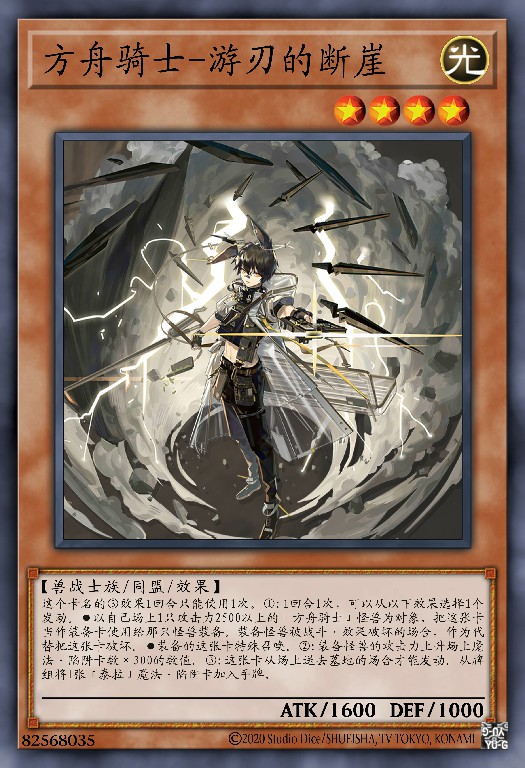 方舟骑士-游刃的断崖
光
【兽战士族/同盟/效果】
这个卡名的③效果1回合只能使用1次。①:1回合1次,可以从以下效果选择1个
发动。●以自己场上1只攻击力2500以上的「方舟骑士」怪兽为对象,把这张卡
当作装备卡使用给那只怪兽装备。装备怪兽被战斗·效果破坏的场合,作为代
替把这张卡破坏。●装备的这张卡特殊召唤。②:装备怪兽的攻击力上升场上魔
法·陷阱卡数×300的数值。③:这张卡从场上送去墓地的场合才能发动。从牌
组将1张「泰拉」魔法·陷阱卡加入手牌。
ATK/1600 DEF/1000
82568035
©2020 Studio Dice/SHUEISHA, TV TOKYO, KONAMI